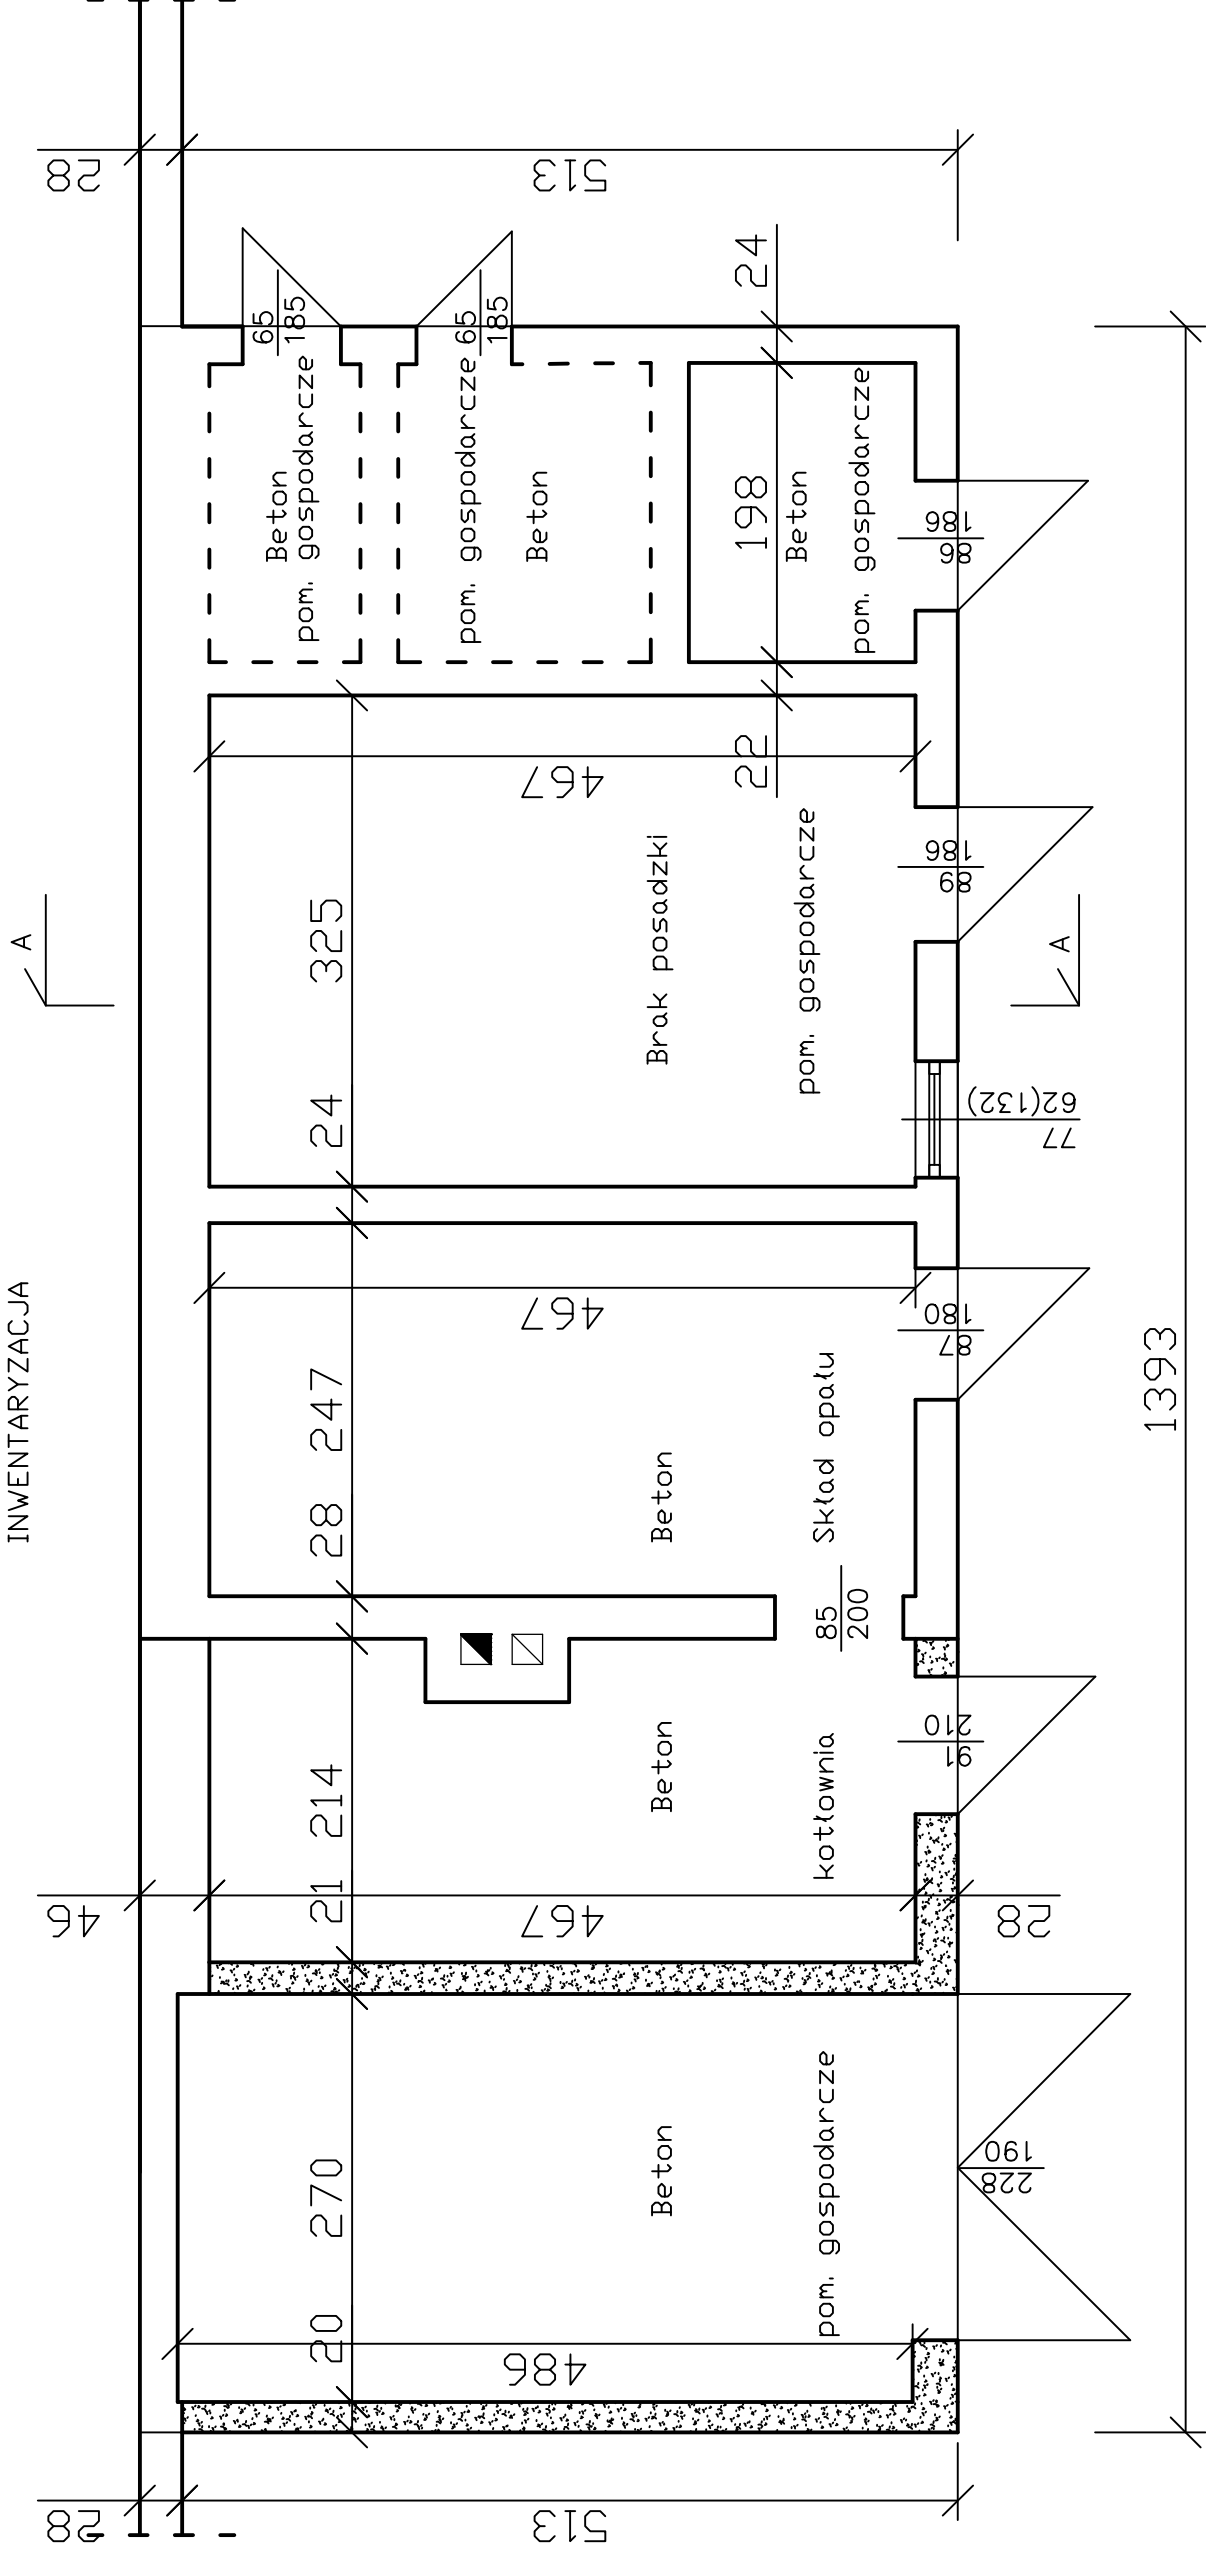 INWENTARYZACJA
A
A
28
513
24
65
185
65
185
Beton
pom. gospodarcze
pom. gospodarcze
Beton
198
Beton
pom. gospodarcze
186
86
22
467
325
Brak posadzki
pom. gospodarcze
186
89
24
62(132)
77
467
247
Beton
Skład opału
180
87
28
85
200
1393
Beton
kotłownia
214
210
91
21
46
467
28
270
Beton
pom. gospodarcze
190
228
20
486
28
513